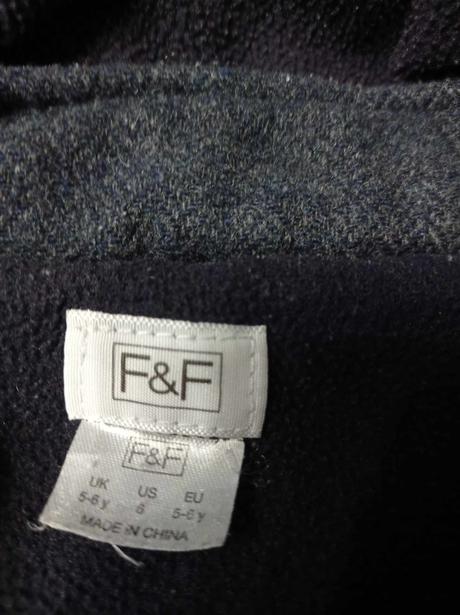 F&F
F&F
UK US EU
5-6 y 6 5-6 y
MADE IN CHINA